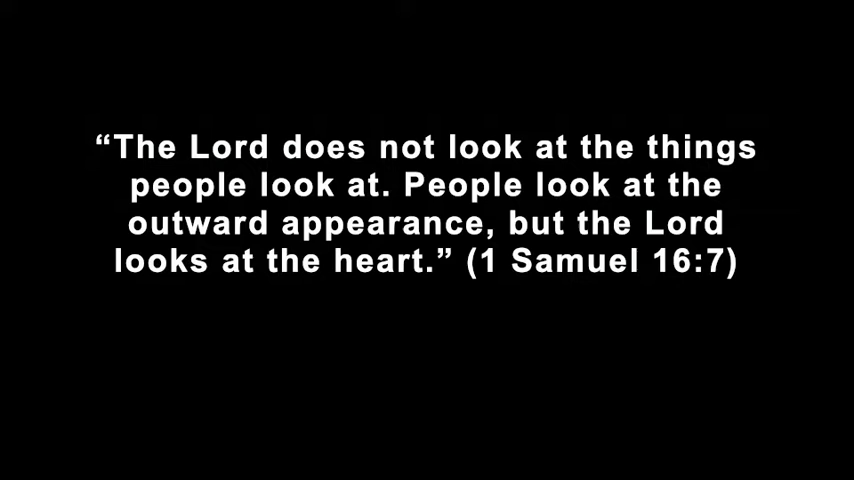 “The Lord does not look at the things
people look at. People look at the
outward appearance, but the Lord
looks at the heart.” (1 Samuel 16:7)